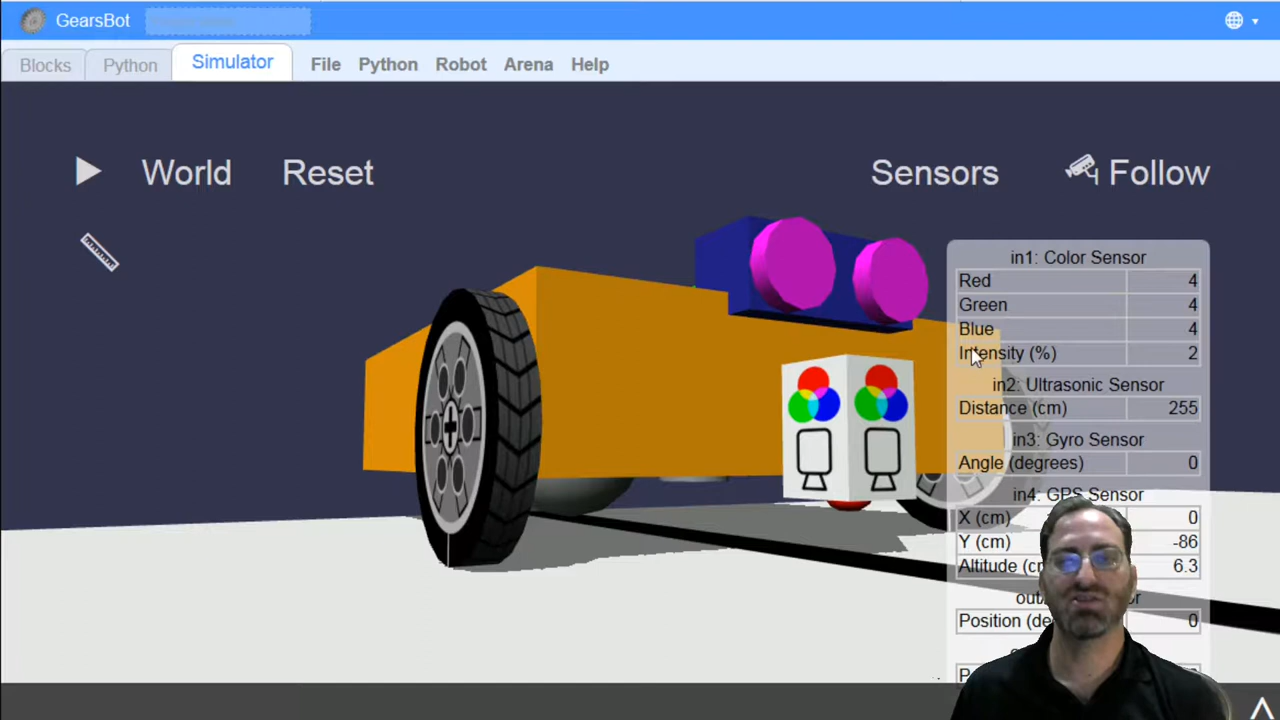 GearsBot
Blocks Python Simulator File Python Robot Arena Help
World Reset Sensors Follow
in1: Color Sensor
Red 4
Green 4
Blue 4
Intensity (%) 2
in2: Ultrasonic Sensor
Distance (cm) 255
in3: Gyro Sensor
Angle (degrees) 0
in4: GPS Sensor
X (cm) 0
Y (cm) -86
Altitude 6.3
Position 0